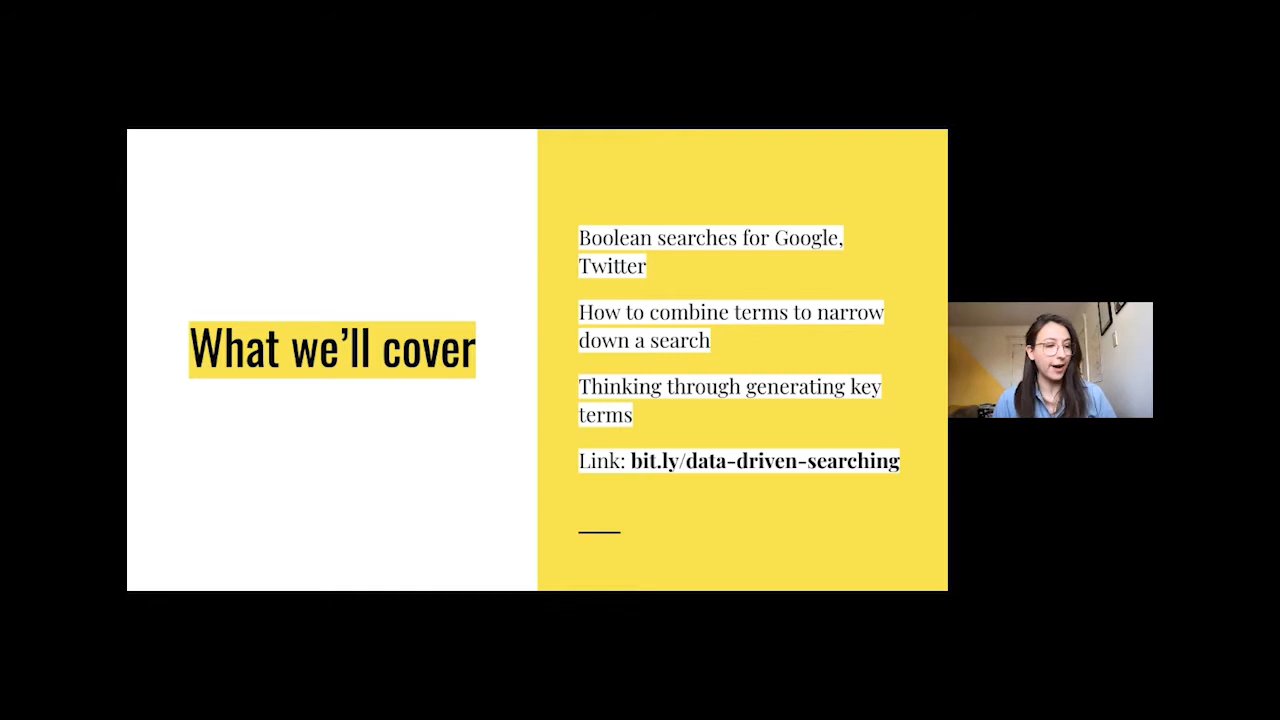 What we’ll cover
Boolean searches for Google,
Twitter
How to combine terms to narrow
down a search
Thinking through generating key
terms
Link: bit.ly/data-driven-searching